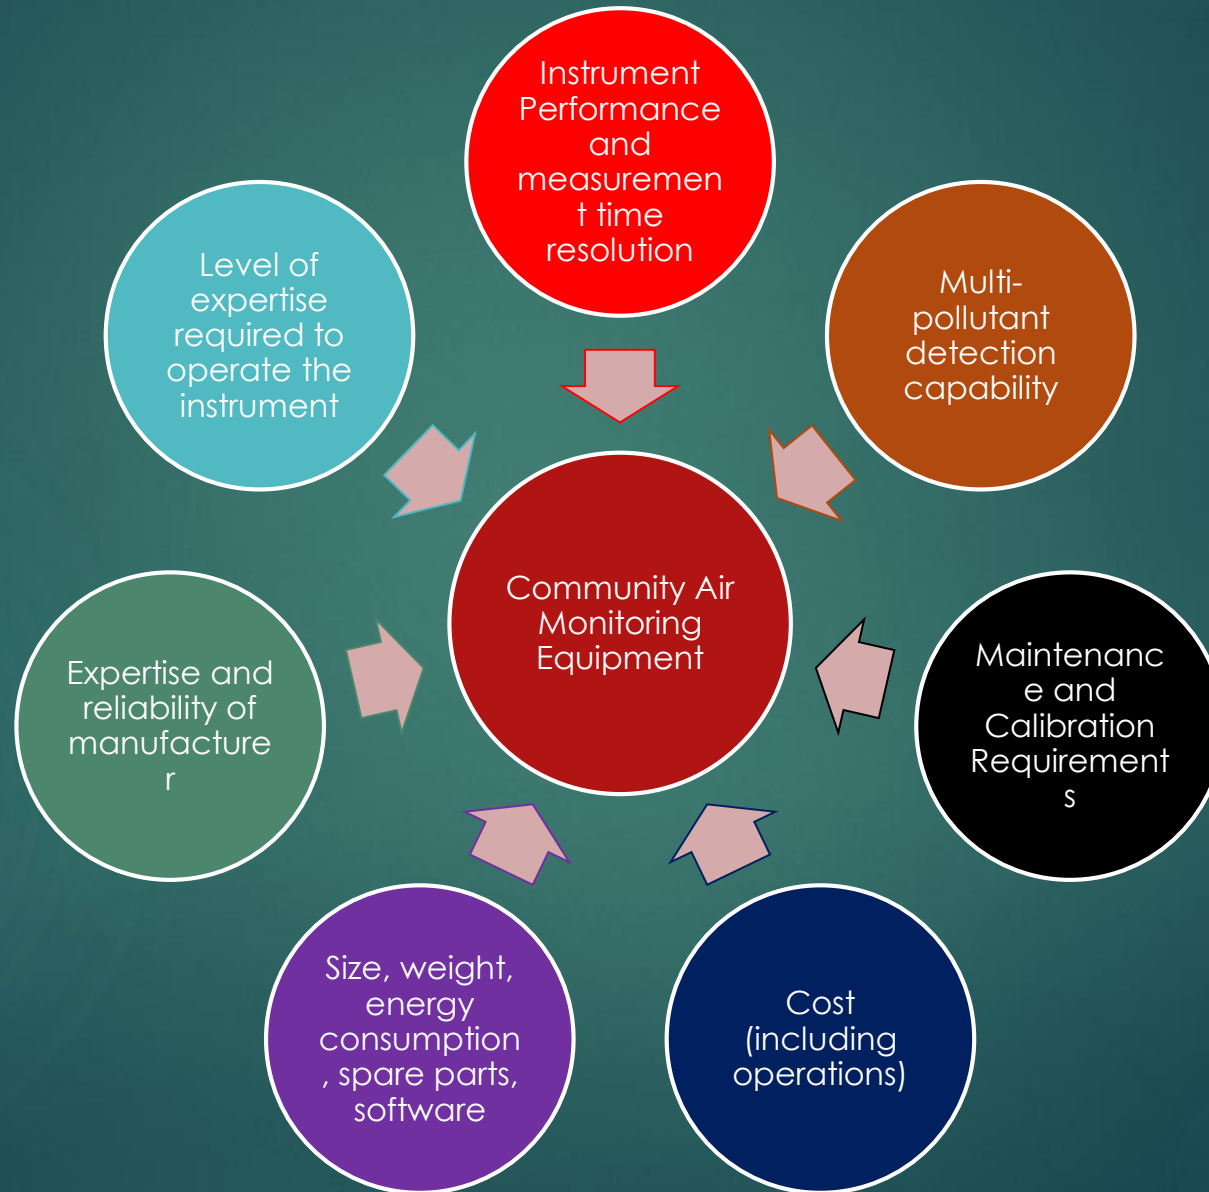 Instrument
Performance
and
measuremen
t time
resolution
Multi-
pollutant
detection
capability
Maintenanc
e and
Calibration
Requirement
s
Cost
(including
operations)
Size, weight,
energy
consumption
, spare parts,
software
Expertise and
reliability of
manufacture
r
Level of
expertise
required to
operate the
instrument
Community Air
Monitoring
Equipment